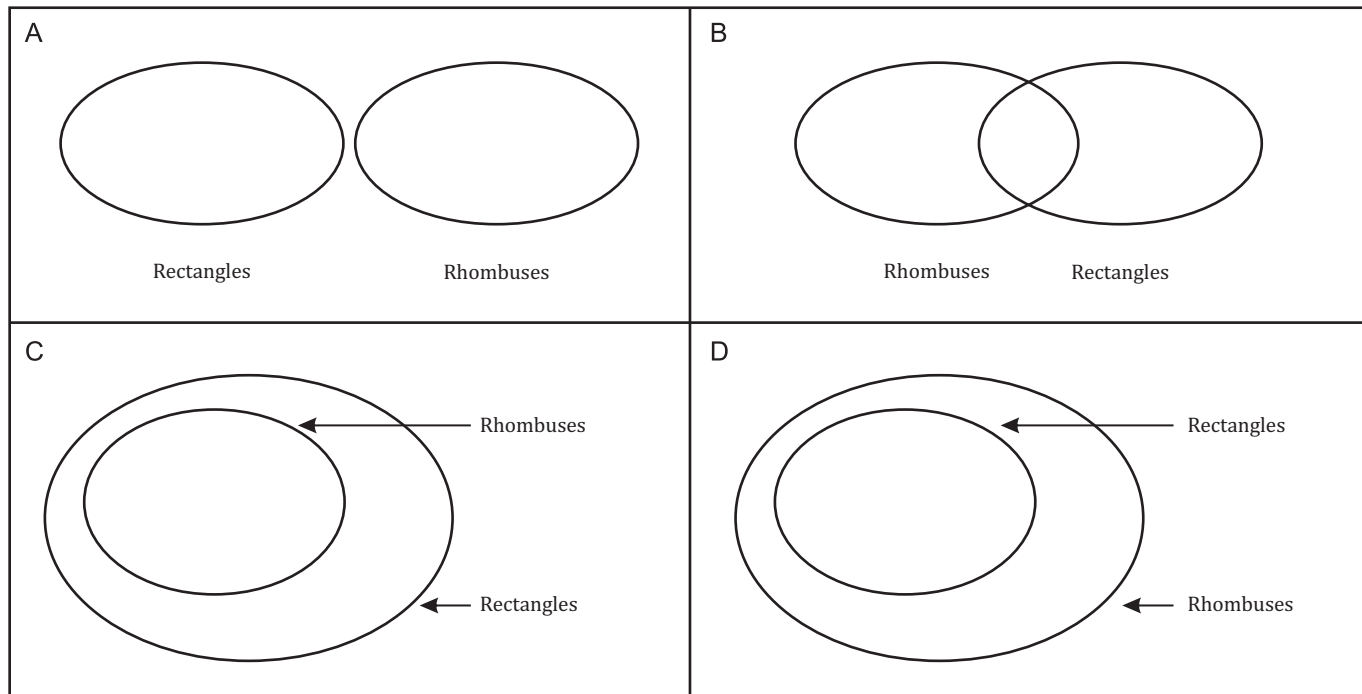 A
Rectangles Rhombuses
B
Rhombuses Rectangles
C
Rhombuses
Rectangles
D
Rectangles
Rhombuses